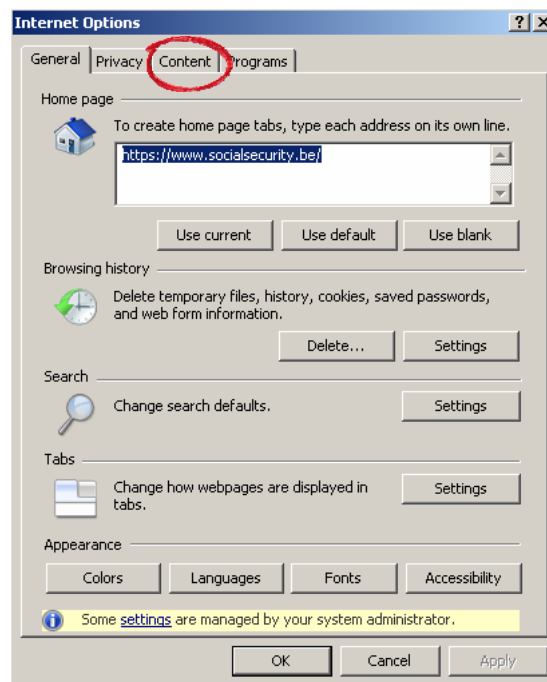 Internet Options
General Privacy Content Programs
Home page
To create home page tabs, type each address on its own line.
https://www.socialsecurity.be/
Use current Use default Use blank
Browsing history
Delete temporary files, history, cookies, saved passwords,
and web form information.
Delete... Settings
Search
Change search defaults. Settings
Tabs
Change how webpages are displayed in
tabs.
Settings
Appearance
Colors Languages Fonts Accessibility
Some settings are managed by your system administrator.
OK Cancel Apply